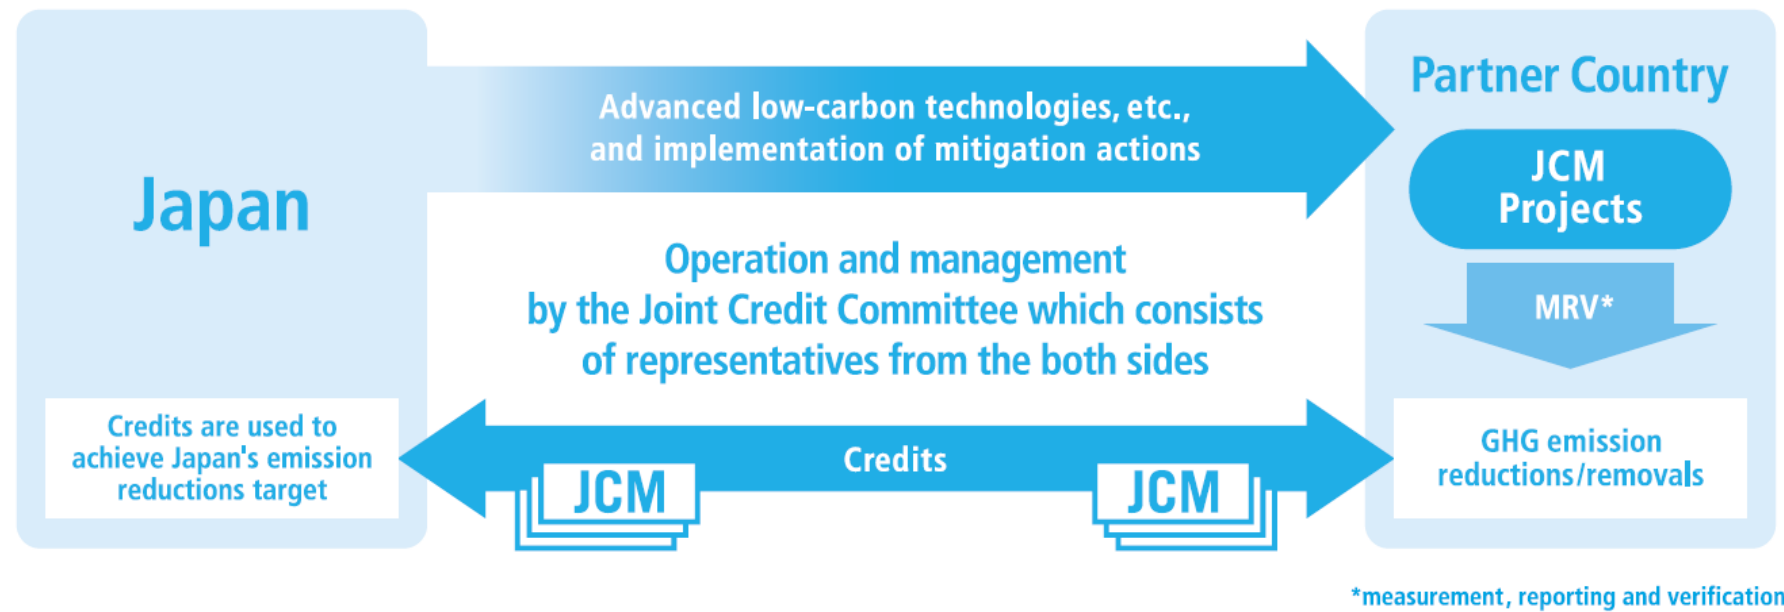 Japan
Advanced low-carbon technologies, etc.,
and implementation of mitigation actions
Partner Country
JCM
Projects
MRV*
Operation and management
by the Joint Credit Committee which consists
of representatives from the both sides
Credits are used to
achieve Japan's emission
reductions target
Credits
JCM
JCM
GHG emission
reductions/removals
*measurement, reporting and verification